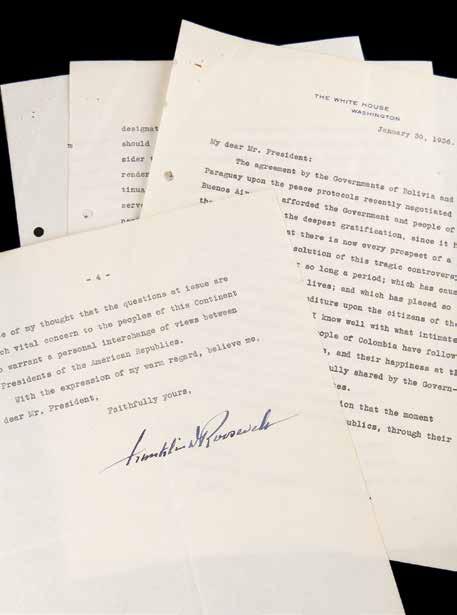 THE WHITE HOUSE
WASHINGTON
January 30, 1936.
My dear Mr. President:
The agreement by the Governments of Bolivia and
Paraguay upon the peace protocols recently negotiated
Buenos Air
afforded the Government and people of
the deepest gratification, since it h
at there is now every prospect of a
solution of this tragic controversy
so long a period; which has caus
lives; and which has placed so
diture upon the citizens of the
I know well with what intimate
ople of Colombia have follow
, and their happiness at th
ully shared by the Govern-
es.
ion that the moment
ublics, through their
designat
should
sider
render
tinua
serve
- 4 -
e of my thought that the questions at issue are
ch vital concern to the peoples of this Continent
o warrant a personal interchange of views between
Presidents of the American Republics.
With the expression of my warm regard, believe me,
dear Mr. President,
Faithfully yours,
Franklin D Roosevelt